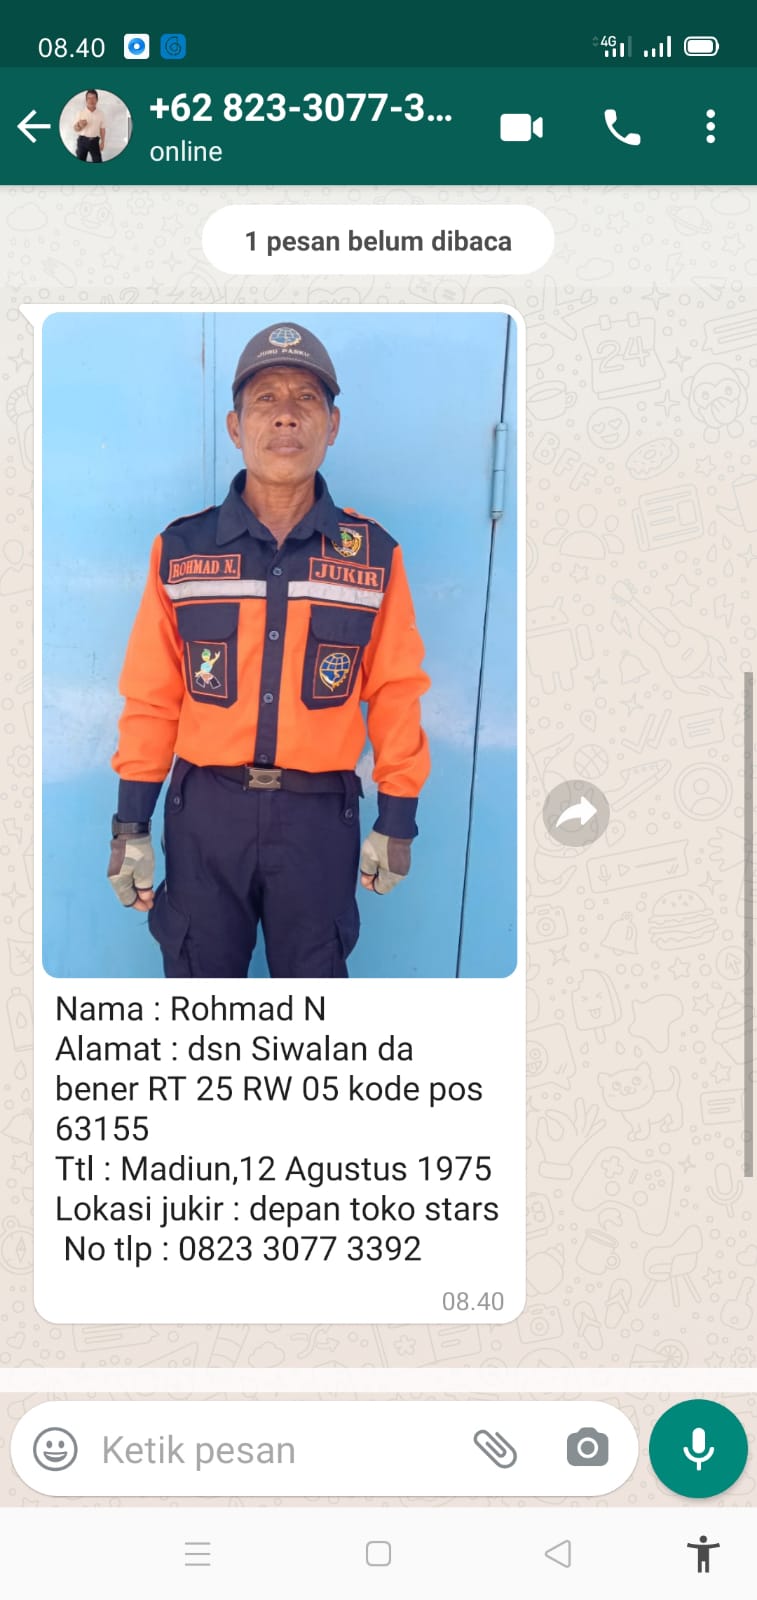 08.40
4G
+62 823-3077-3...
online
1 pesan belum dibaca
JURU PARKIR
ROHMAD N.
JUKIR
Nama : Rohmad N
Alamat : dsn Siwalan da
bener RT 25 RW 05 kode pos
63155
Ttl : Madiun,12 Agustus 1975
Lokasi jukir : depan toko stars
No tlp : 0823 3077 3392
08.40
Ketik pesan